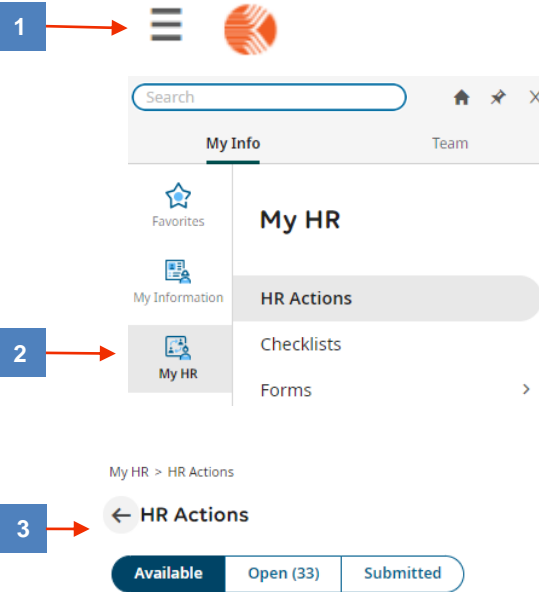 1
Search
My Info Team
Favorites
My HR
My Information
HR Actions
2
Checklists
My HR
Forms
My HR > HR Actions
3
HR Actions
Available Open (33) Submitted